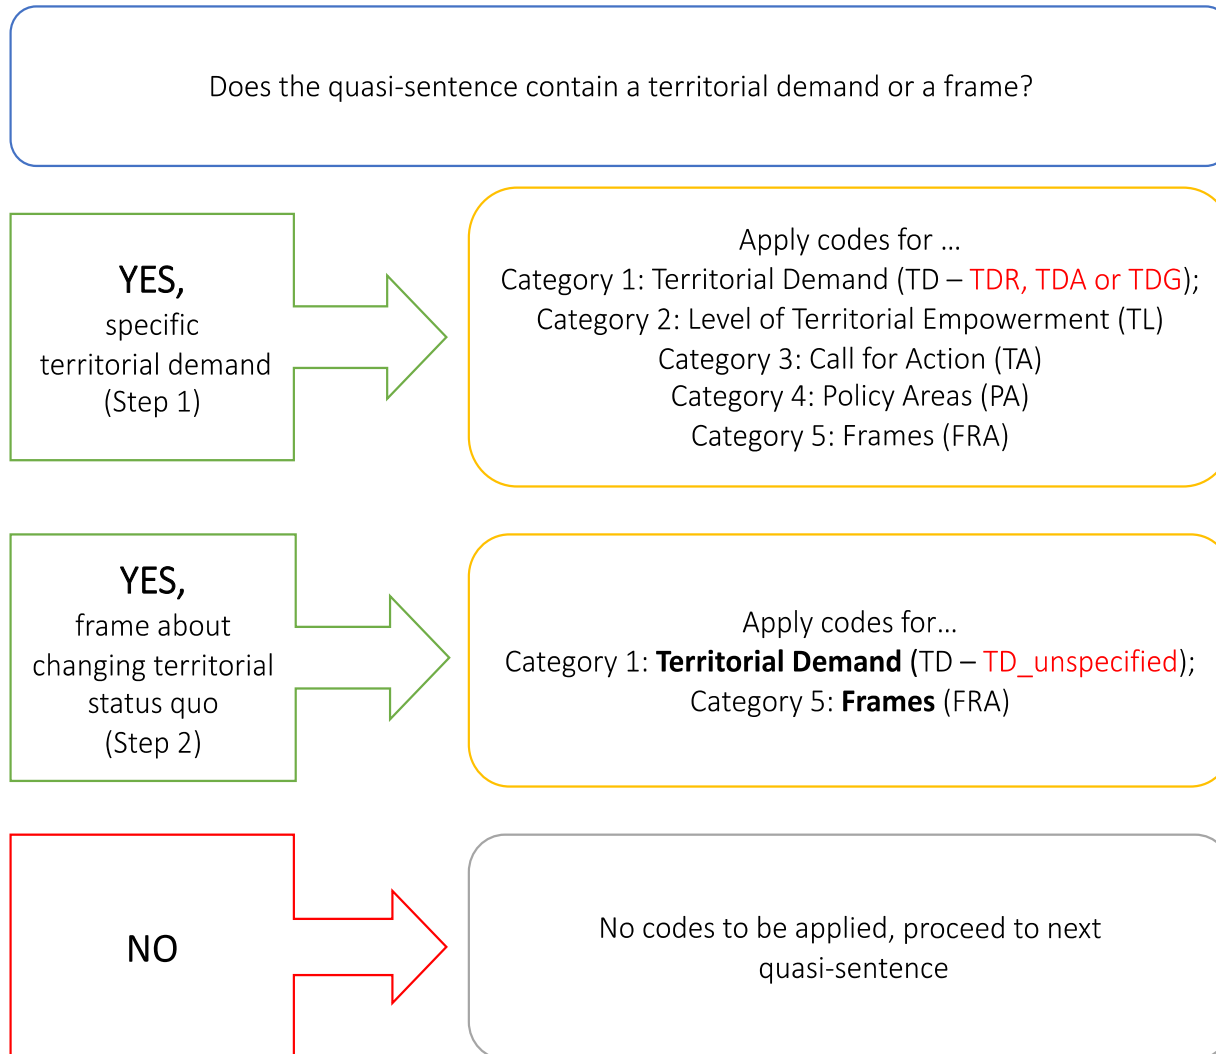 Does the quasi-sentence contain a territorial demand or a frame?
YES,
specific
territorial demand
(Step 1)
Apply codes for …
Category 1: Territorial Demand (TD – TDR, TDA or TDG);
Category 2: Level of Territorial Empowerment (TL)
Category 3: Call for Action (TA)
Category 4: Policy Areas (PA)
Category 5: Frames (FRA)
YES,
frame about
changing territorial
status quo
(Step 2)
Apply codes for…
Category 1: Territorial Demand (TD – TD_unspecified);
Category 5: Frames (FRA)
NO
No codes to be applied, proceed to next
quasi-sentence